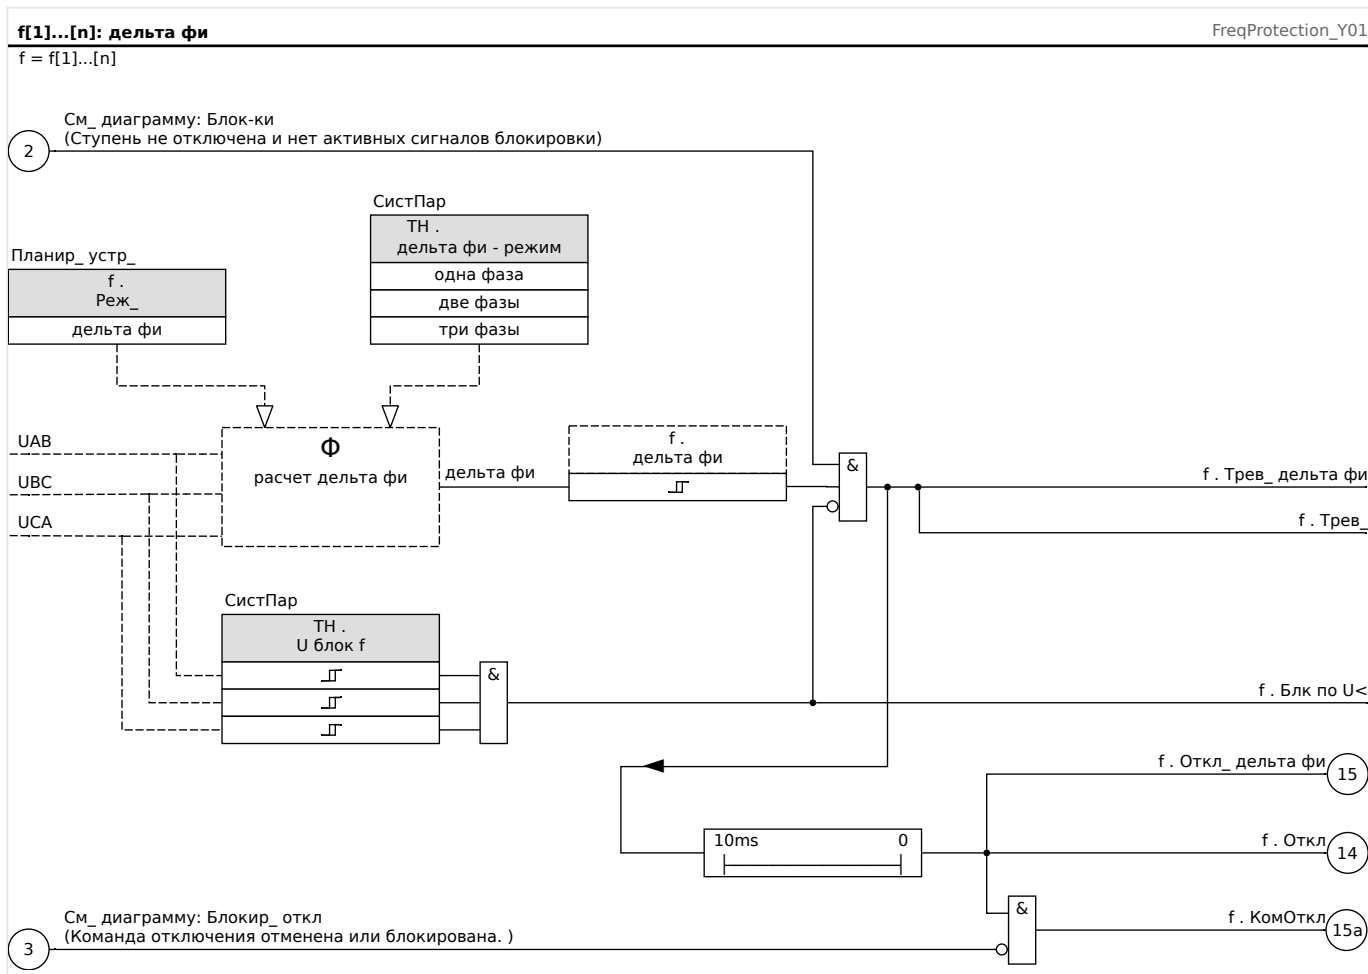 f[1]...[n]: дельта фи
FreqProtection_Y01
f = f[1]...[n]
См_ диаграмму: Блок-ки
(Ступень не отключена и нет активных сигналов блокировки)
2
СистПар
ТН .
дельта фи - режим
одна фаза
две фазы
три фазы
Планир_ устр_
f .
Реж_
дельта фи
UAB
UBC
UCA
Ф
расчет дельта фи
дельта фи
f .
дельта фи
&
f . Трев_ дельта фи
f . Трев_
СистПар
ТН .
U блок f
&
f . Блк по U<
f . Откл_ дельта фи
15
10ms
0
f . Откл
14
&
f . КомОткл
15a
См_ диаграмму: Блокир_ откл
(Команда отключения отменена или блокирована. )
3